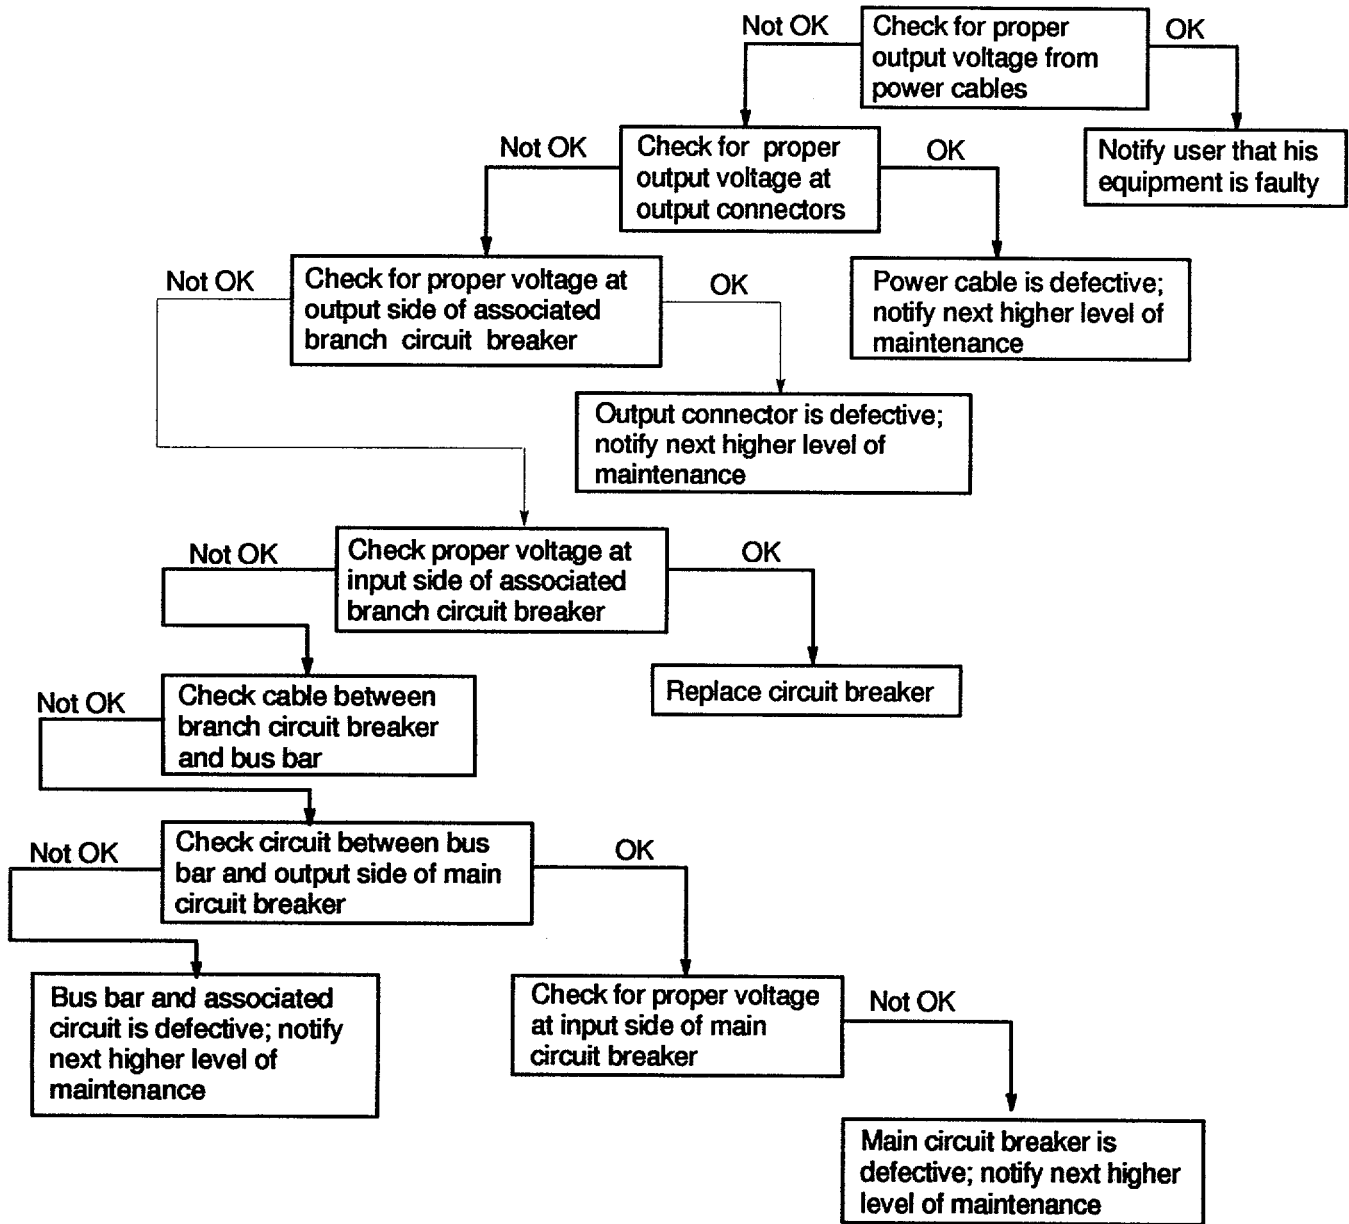 Not OK
Check for proper
output voltage from
power cables
OK
Not OK
Check for proper
output voltage at
output connectors
OK
Notify user that his
equipment is faulty
Not OK
Check for proper voltage at
output side of associated
branch circuit breaker
OK
Power cable is defective;
notify next higher level of
maintenance
Output connector is defective;
notify next higher level of
maintenance
Not OK
Check proper voltage at
input side of associated
branch circuit breaker
OK
Replace circuit breaker
Not OK
Check cable between
branch circuit breaker
and bus bar
Not OK
Check circuit between bus
bar and output side of main
circuit breaker
OK
Bus bar and associated
circuit is defective; notify
next higher level of
maintenance
Check for proper voltage
at input side of main
circuit breaker
Not OK
Main circuit breaker is
defective; notify next higher
level of maintenance